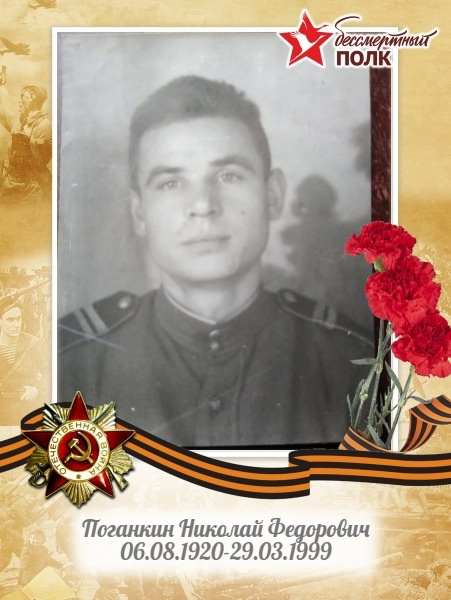 бессмертный
ПОЛК
ОТЕЧЕСТВЕННАЯ ВОЙНА
Поганкин Николай Федорович
06.08.1920-29.03.1999